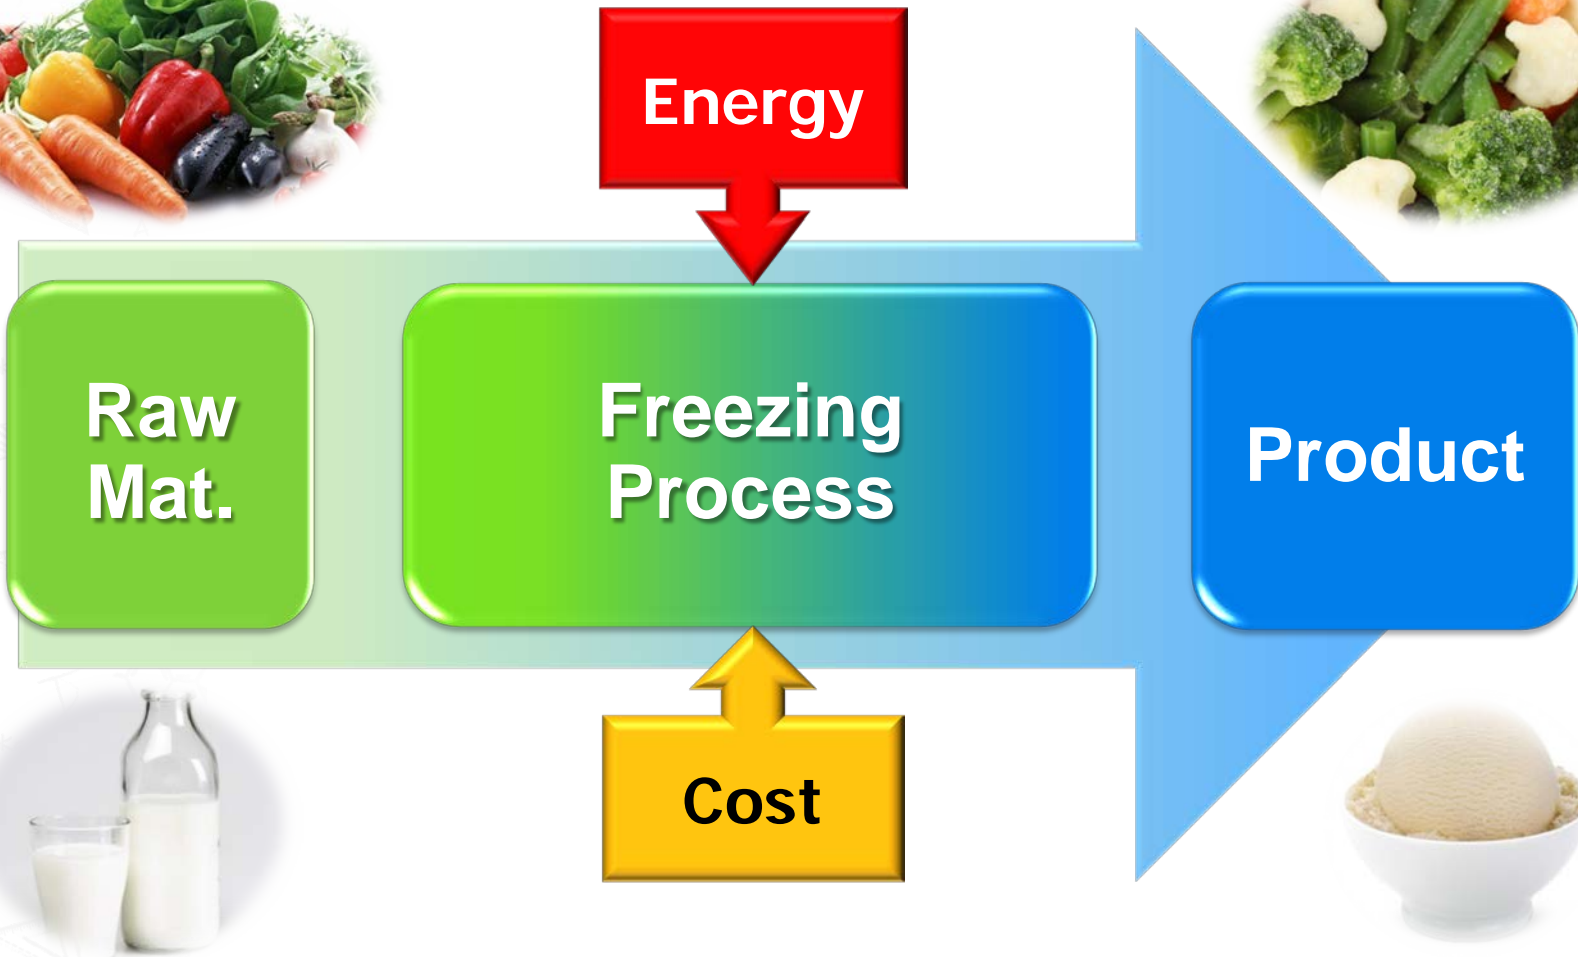 Energy
Raw
Mat.
Freezing
Process
Product
Cost